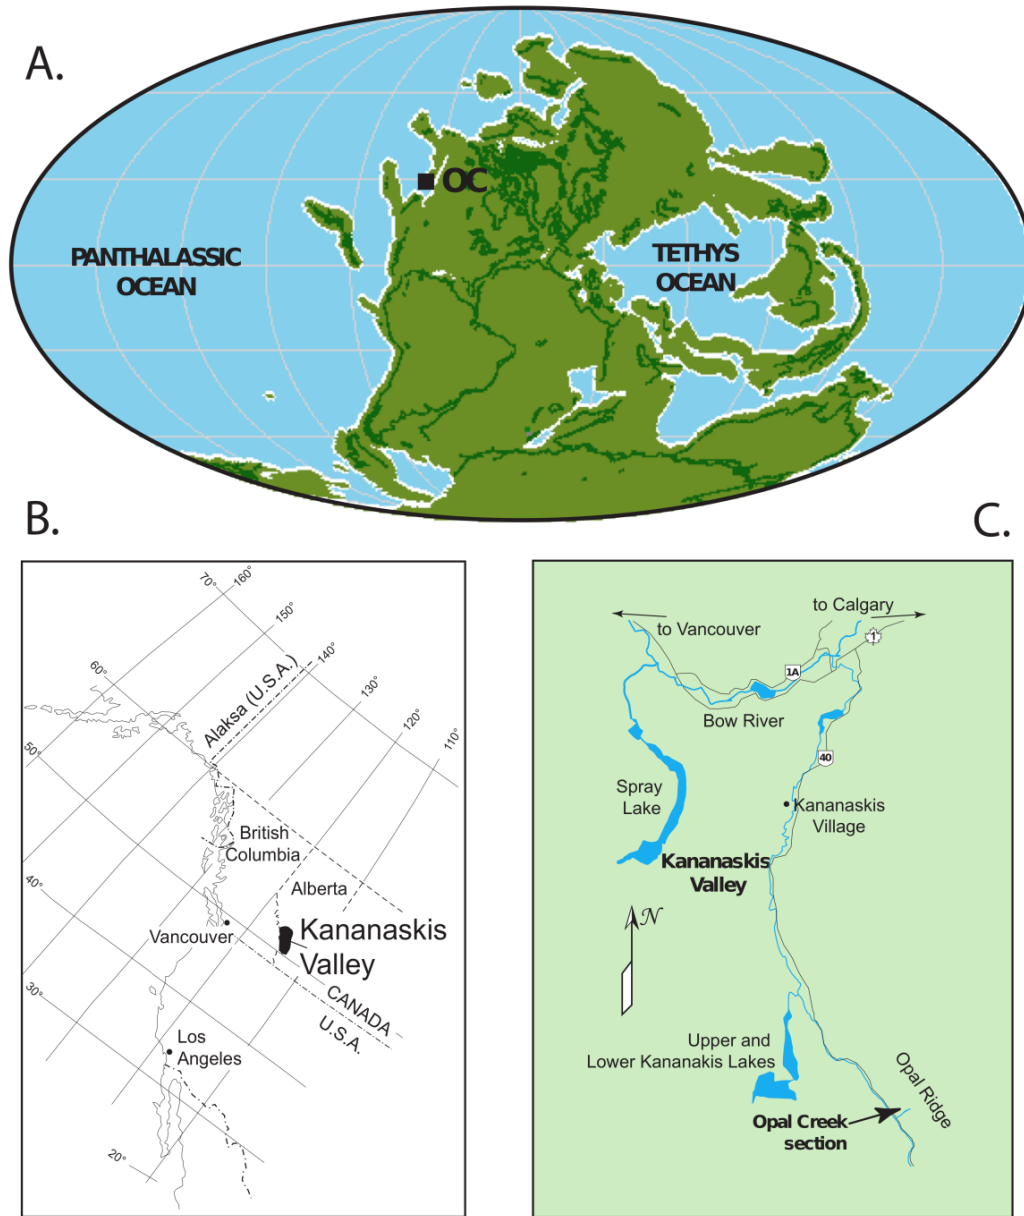 A.
OC
PANTHALASSIC
OCEAN
TETHYS
OCEAN
B.
C.
70°
160°
150°
140°
130°
120°
110°
60°
50°
40°
30°
20°
Alaksa (U.S.A.)
British
Columbia
Alberta
Vancouver
Kananaskis
Valley
CANADA
U.S.A.
Los
Angeles
to Calgary
to Vancouver
1
1A
Bow River
40
Spray
Lake
Kananaskis
Village
Kananaskis
Valley
N
Upper and
Lower Kananakis Lakes
Opal Ridge
Opal Creek
section